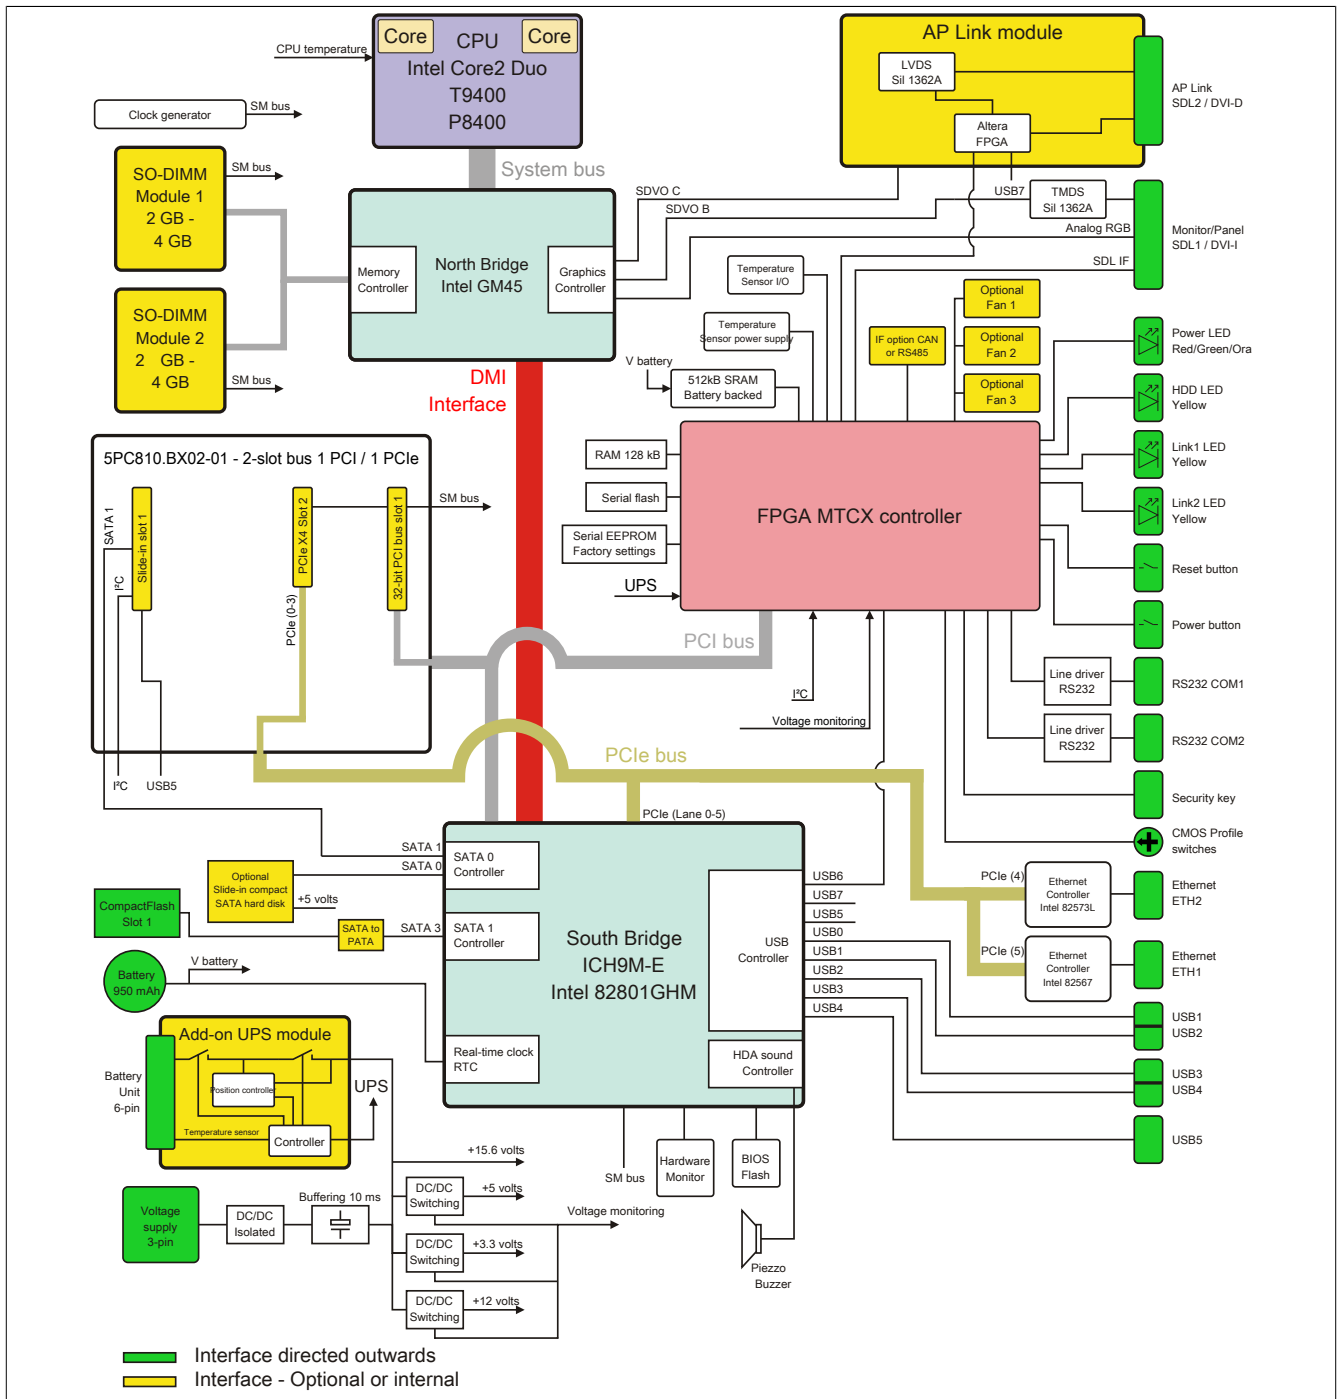 Core
CPU
Core
Intel Core2 Duo
T9400
P8400
CPU temperature
Clock generator
SM bus
SO-DIMM
Module 1
2 GB -
4 GB
SM bus
SO-DIMM
Module 2
2 GB -
4 GB
SM bus
System bus
Memory
Controller
North Bridge
Intel GM45
Graphics
Controller
SDVO C
SDVO B
Analog RGB
SDL IF
USB7
AP Link module
LVDS
Sil 1362A
Altera
FPGA
AP Link
SDL2 / DVI-D
TMDS
Sil 1362A
Monitor/Panel
SDL1 / DVI-I
DMI
Interface
Temperature
Sensor I/O
Temperature
Sensor power supply
V battery
512kB SRAM
Battery backed
IF option CAN
or RS485
Optional
Fan 1
Optional
Fan 2
Optional
Fan 3
RAM 128 kB
Serial flash
Serial EEPROM
Factory settings
UPS
FPGA MTCX controller
Power LED
Red/Green/Ora
HDD LED
Yellow
Link1 LED
Yellow
Link2 LED
Yellow
Reset button
Power button
Line driver
RS232
RS232 COM1
Line driver
RS232
RS232 COM2
Security key
CMOS Profile
switches
5PC810.BX02-01 - 2-slot bus 1 PCI / 1 PCIe
SATA 1
I²C
Slide-in slot 1
PCIe X4 Slot 2
PCIe (0-3)
32-bit PCI bus slot 1
SM bus
I²C
USB5
PCI bus
I²C
Voltage monitoring
PCIe bus
PCIe (Lane 0-5)
SATA 1
SATA 0
SATA 0
Controller
Optional
Slide-in compact
SATA hard disk
+5 volts
CompactFlash
Slot 1
SATA to
PATA
SATA 3
SATA 1
Controller
Battery
950 mAh
V battery
South Bridge
ICH9M-E
Intel 82801GHM
USB
Controller
USB6
USB7
USB5
USB0
USB1
USB2
USB3
USB4
PCIe (4)
Ethernet
Controller
Intel 82573L
Ethernet
ETH2
PCIe (5)
Ethernet
Controller
Intel 82567
Ethernet
ETH1
USB1
USB2
USB3
USB4
USB5
Real-time clock
RTC
HDA sound
Controller
Add-on UPS module
Battery
Unit
6-pin
Position controller
Temperature sensor
Controller
UPS
SM bus
Hardware
Monitor
BIOS
Flash
Piezzo
Buzzer
Voltage
supply
3-pin
DC/DC
Isolated
Buffering 10 ms
+15.6 volts
DC/DC
Switching
+5 volts
Voltage monitoring
DC/DC
Switching
+3.3 volts
DC/DC
Switching
+12 volts
Interface directed outwards
Interface - Optional or internal